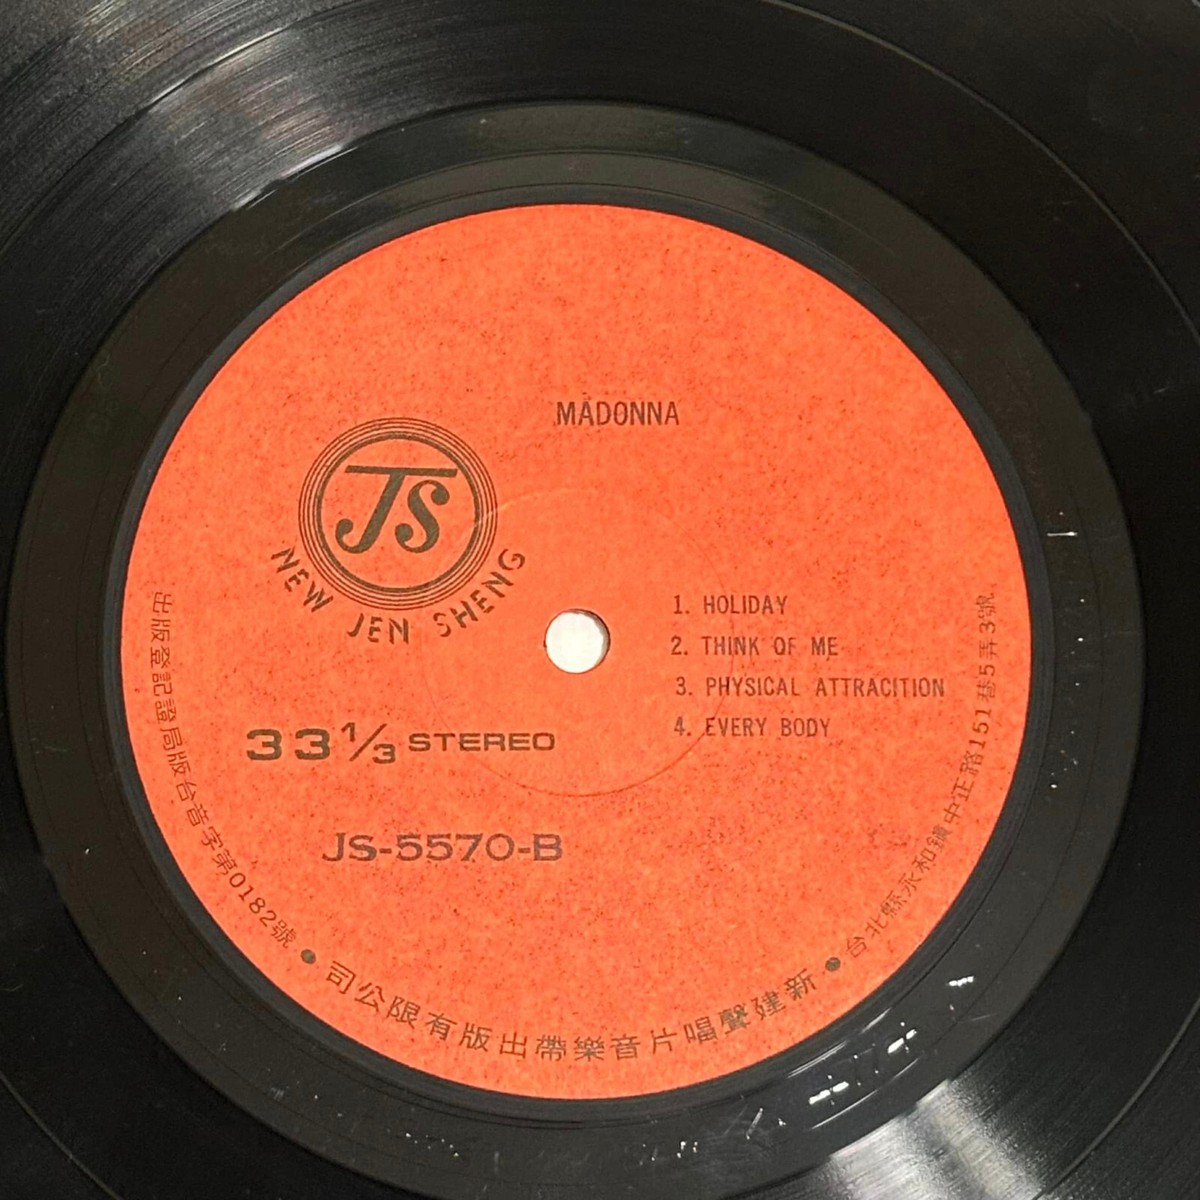 MADONNA
JS
NEW JEN SHENG
1. HOLIDAY
2. THINK OF ME
3. PHYSICAL ATTRACITION
4. EVERY BODY
33 1/3 STEREO
JS-5570-B
出版登記證局版台音字第0182號
●司公限有版出帶樂音片唱聲建新●
台北縣永和鎮中正路151巷5弄3號